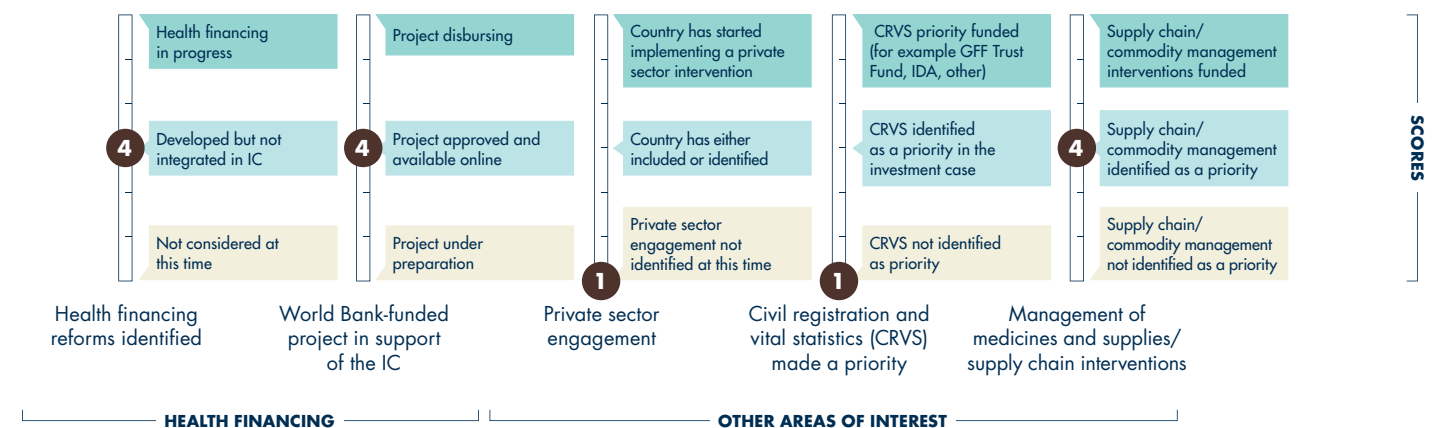 Health financing
in progress
4
Developed but not
integrated in IC
Not considered at
this time
Health financing
reforms identified
Project disbursing
4
Project approved and
available online
Project under
preparation
World Bank-funded
project in support
of the IC
Country has started
implementing a private
sector intervention
Country has either
included or identified
Private sector
engagement not
identified at this time
1
Private sector
engagement
CRVS priority funded
(for example GFF Trust
Fund, IDA, other)
CRVS identified
as a priority in the
investment case
CRVS not identified
as priority
1
Civil registration and
vital statistics (CRVS)
made a priority
Supply chain/
commodity management
interventions funded
4
Supply chain/
commodity management
identified as a priority
Supply chain/
commodity management
not identified as a priority
Management of
medicines and supplies/
supply chain interventions
SCORES
HEALTH FINANCING
OTHER AREAS OF INTEREST